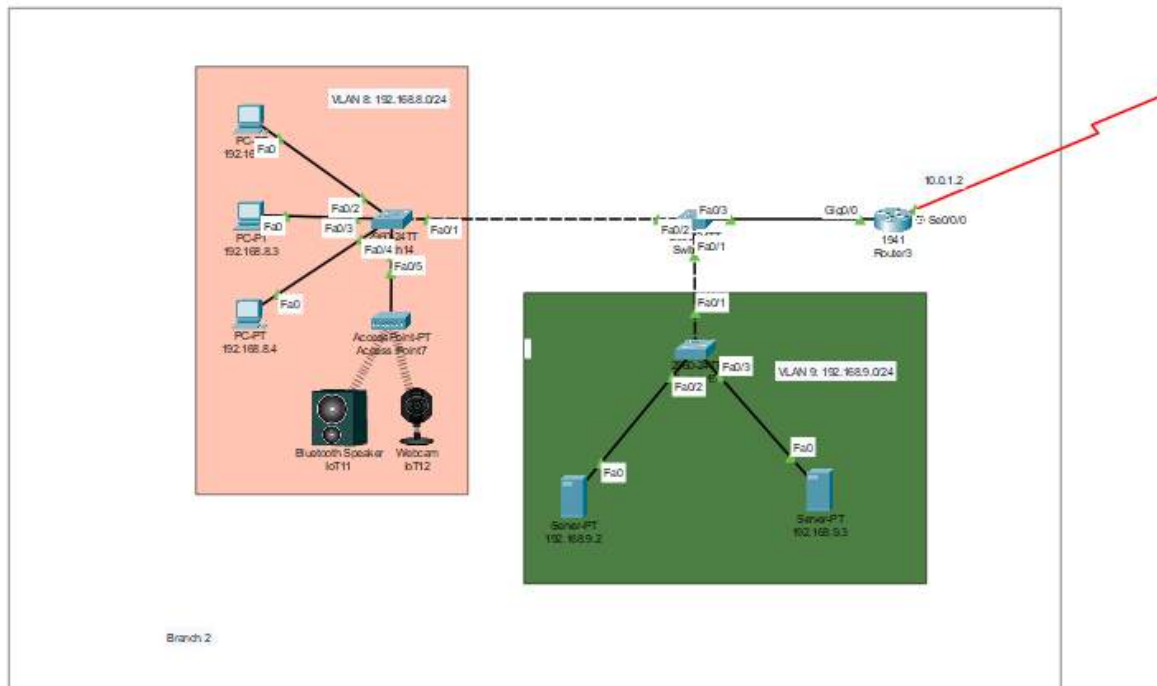 VLAN 8: 192.168.8.0/24
Fa0
Fa0/2
Fa0
192.168.8.3
Fa0/3
Fa0/4
Fa0/1
Fa0/5
Fa0
PC-PT
192.168.8.4
AccessPoint-PT
Access Point7
Bluetooth Speaker
IoT11
Webcam
IoT12
Fa0/3
Fa0/2
Fa0/1
Gig0/0
10.0.1.2
Se0/0/0
1941
Router3
Fa0/1
VLAN 9: 192.168.9.0/24
Fa0/2
Fa0/3
Fa0
Server-PT
192.168.9.2
Fa0
Server-PT
192.168.9.3
Branch 2